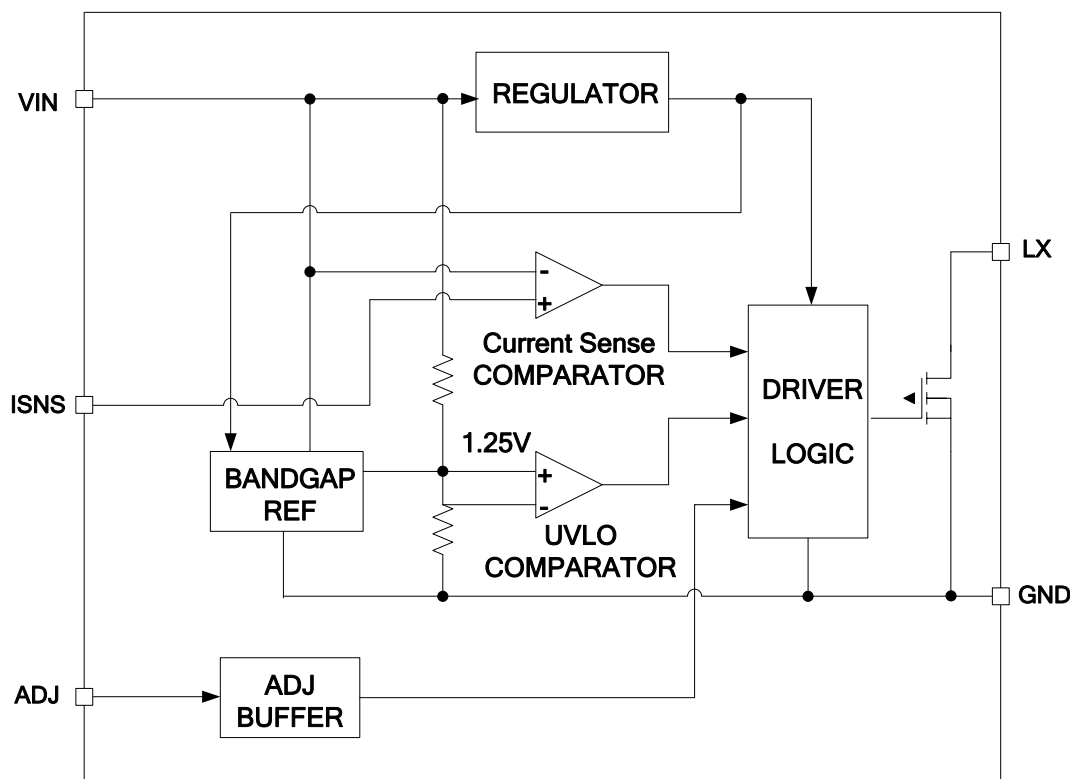 VIN
REGULATOR
LX
-
+
Current Sense
COMPARATOR
ISNS
DRIVER
LOGIC
1.25V
BANDGAP
REF
+
-
UVLO
COMPARATOR
GND
ADJ
ADJ
BUFFER